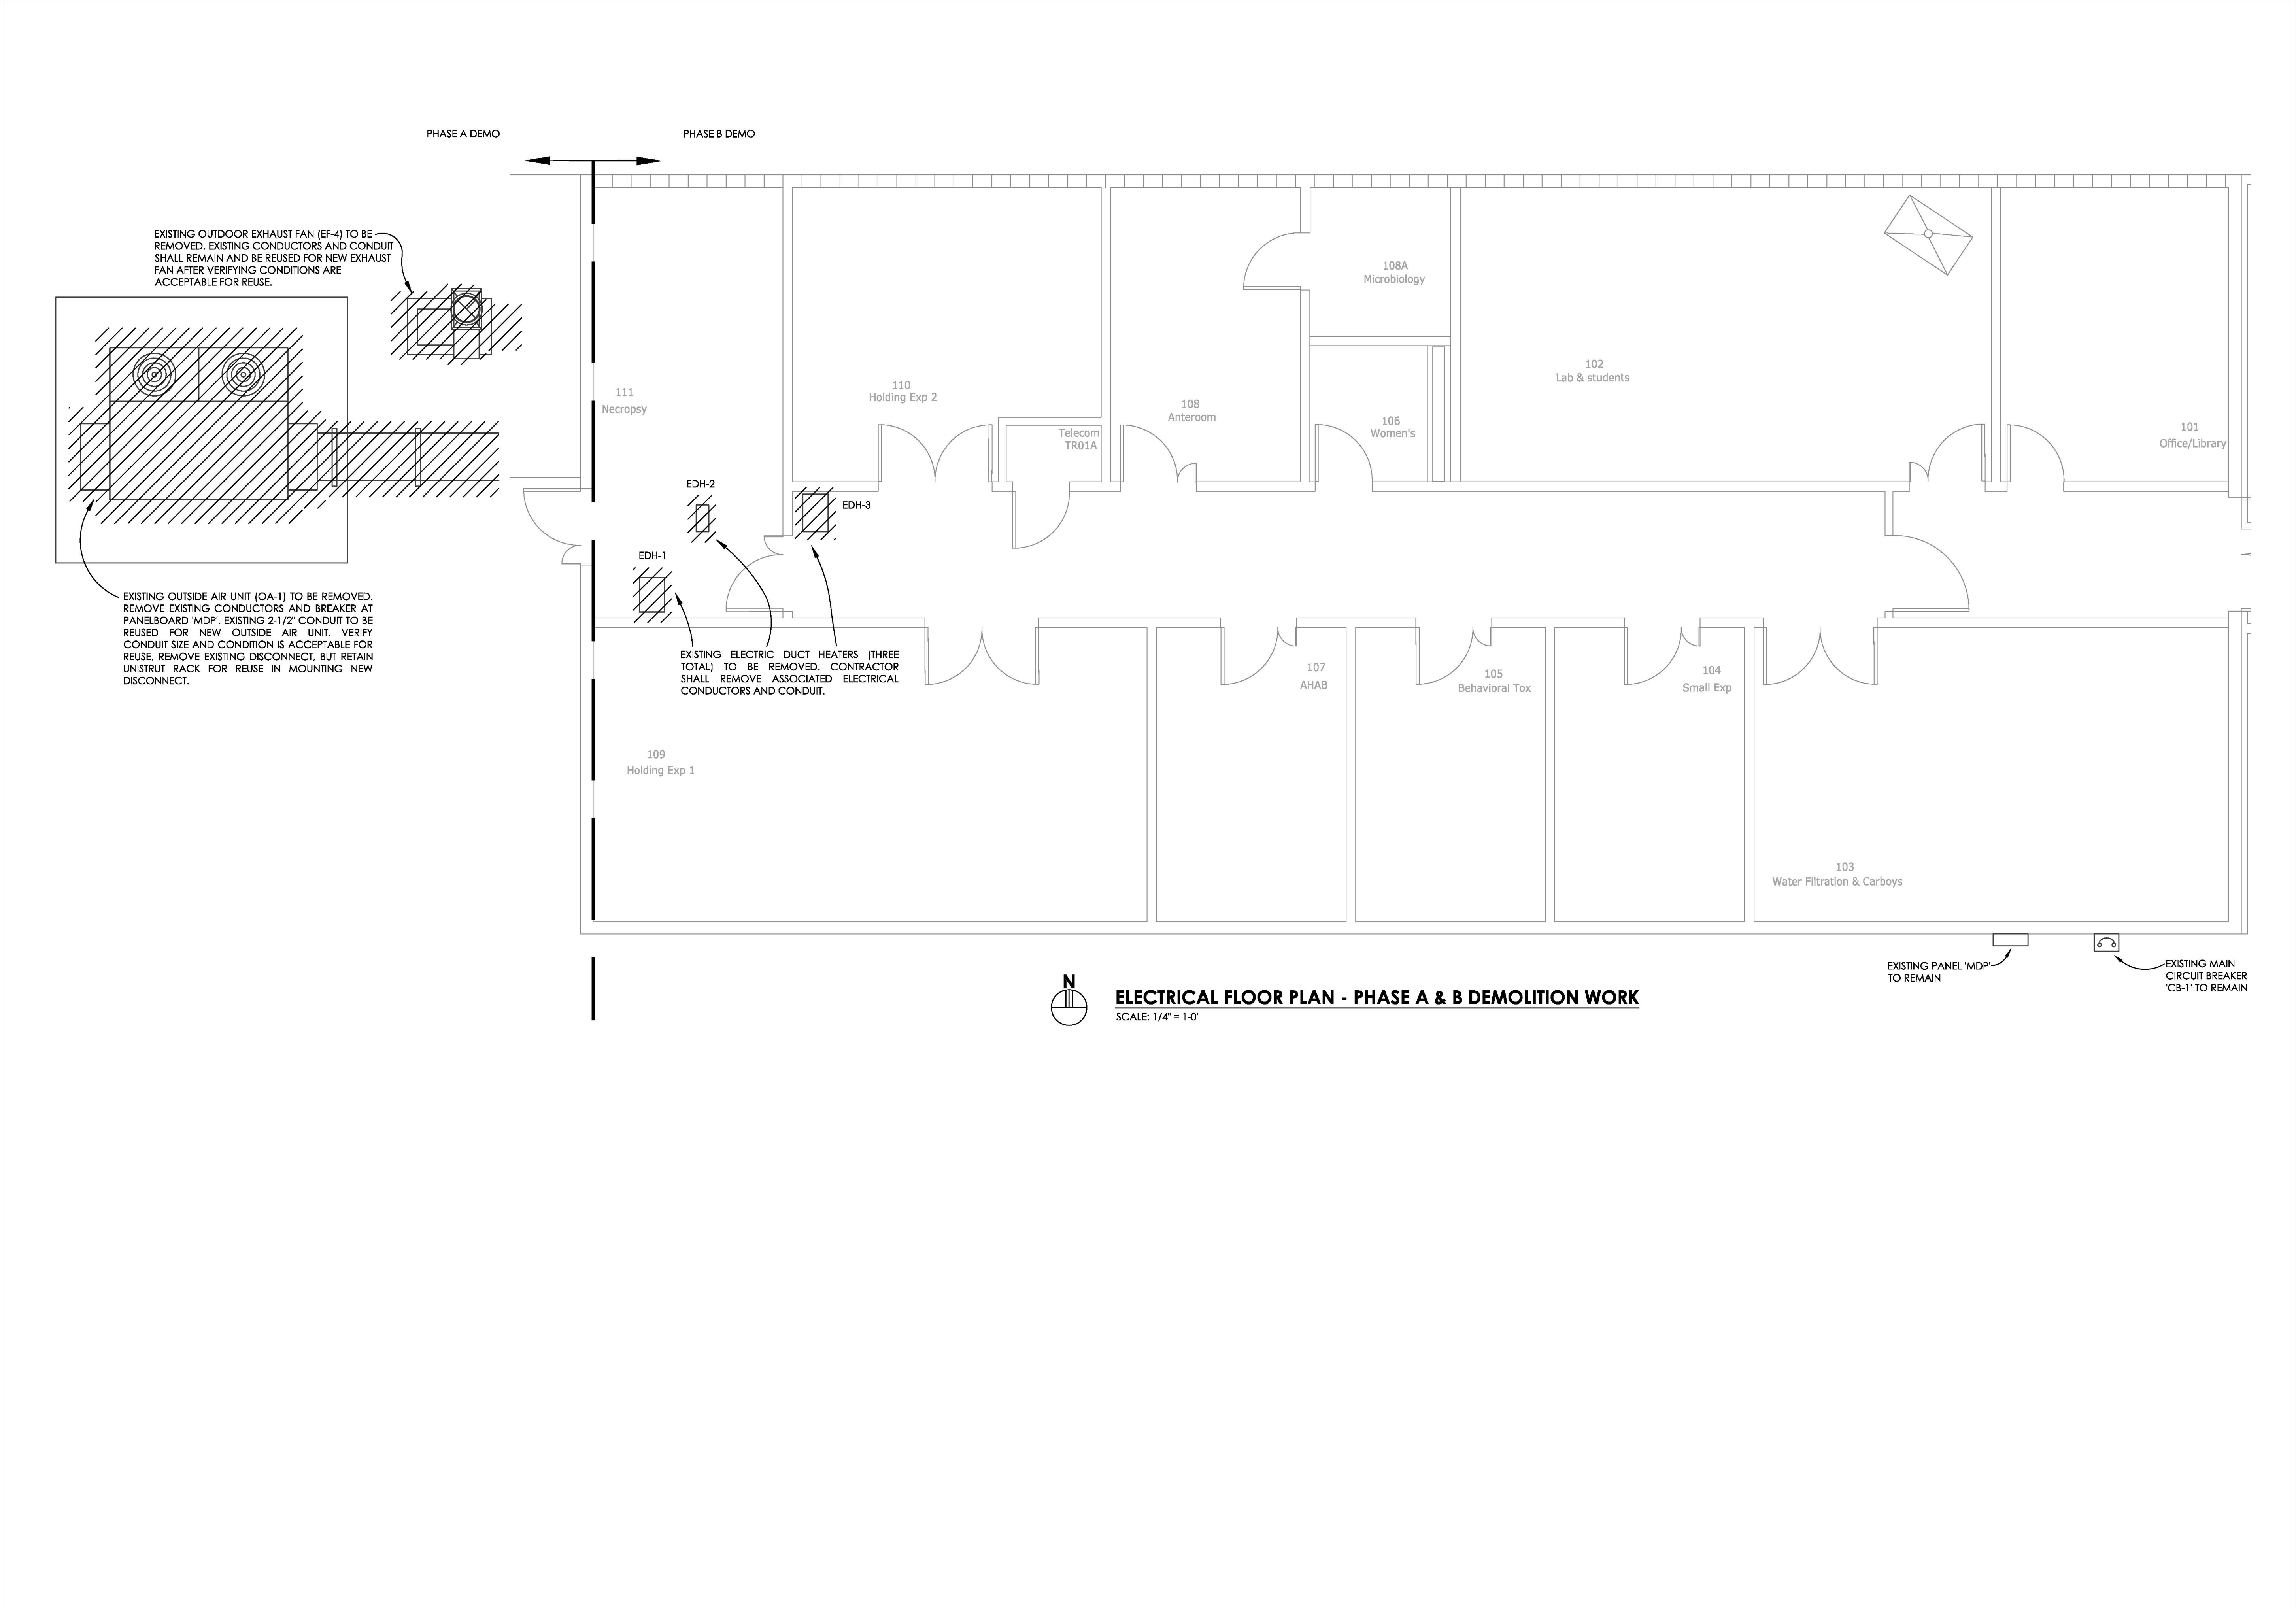 PHASE A DEMO
PHASE B DEMO
EXISTING OUTDOOR EXHAUST FAN (EF-4) TO BE
REMOVED. EXISTING CONDUCTORS AND CONDUIT
SHALL REMAIN AND BE REUSED FOR NEW EXHAUST
FAN AFTER VERIFYING CONDITIONS ARE
ACCEPTABLE FOR REUSE.
108A
Microbiology
102
Lab & students
111
Necropsy
110
Holding Exp 2
108
Anteroom
106
Women's
101
Office/Library
Telecom
TR01A
EDH-2
EDH-3
EDH-1
EXISTING OUTSIDE AIR UNIT (OA-1) TO BE REMOVED.
REMOVE EXISTING CONDUCTORS AND BREAKER AT
PANELBOARD 'MDP'. EXISTING 2-1/2" CONDUIT TO BE
REUSED FOR NEW OUTSIDE AIR UNIT. VERIFY
CONDUIT SIZE AND CONDITION IS ACCEPTABLE FOR
REUSE. REMOVE EXISTING DISCONNECT, BUT RETAIN
UNISTRUT RACK FOR REUSE IN MOUNTING NEW
DISCONNECT.
EXISTING ELECTRIC DUCT HEATERS (THREE
TOTAL) TO BE REMOVED. CONTRACTOR
SHALL REMOVE ASSOCIATED ELECTRICAL
CONDUCTORS AND CONDUIT.
107
AHAB
105
Behavioral Tox
104
Small Exp
109
Holding Exp 1
103
Water Filtration & Carboys
EXISTING PANEL 'MDP'
TO REMAIN
EXISTING MAIN
CIRCUIT BREAKER
'CB-1' TO REMAIN
N
ELECTRICAL FLOOR PLAN - PHASE A & B DEMOLITION WORK
SCALE: 1/4" = 1-0'